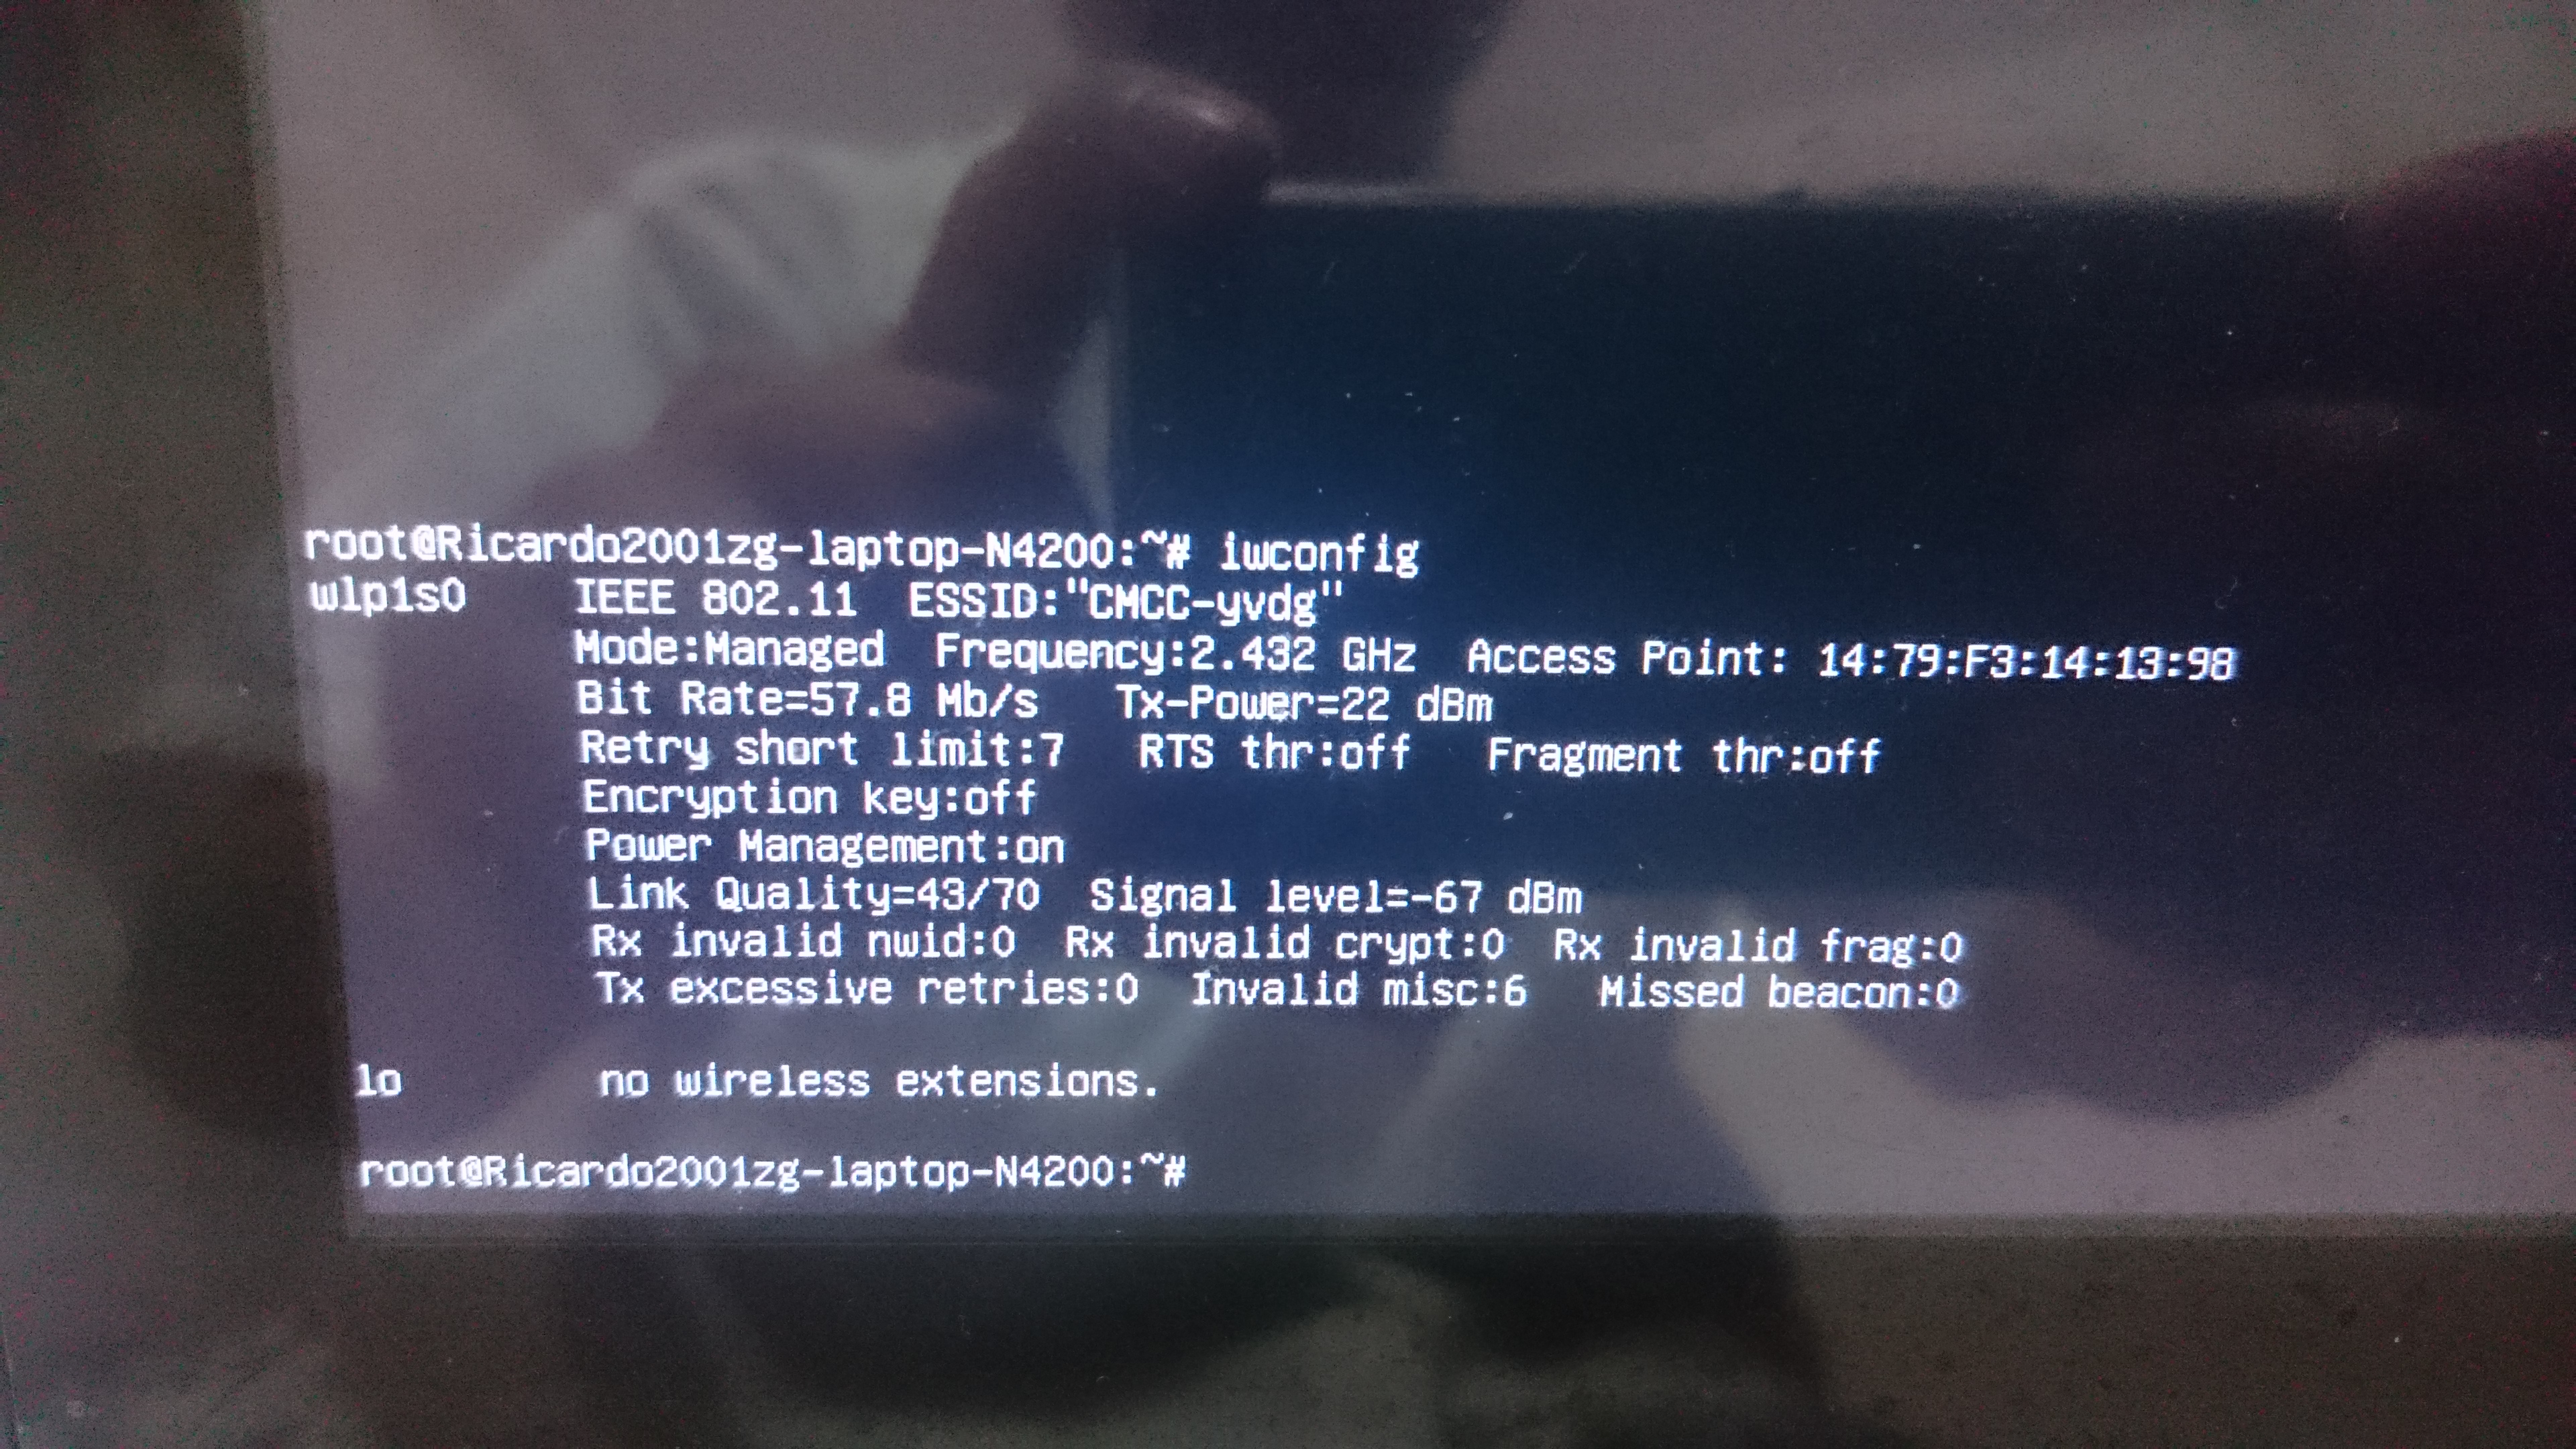 root@Ricardo2001zg-laptop-N4200:~# iwconfig
wlp1s0    IEEE 802.11  ESSID:"CMCC-yvdg"
          Mode:Managed  Frequency:2.432 GHz  Access Point: 14:79:F3:14:13:98
          Bit Rate=57.8 Mb/s   Tx-Power=22 dBm
          Retry short limit:7   RTS thr:off   Fragment thr:off
          Encryption key:off
          Power Management:on
          Link Quality=43/70  Signal level=-67 dBm
          Rx invalid nwid:0  Rx invalid crypt:0  Rx invalid frag:0
          Tx excessive retries:0  Invalid misc:6   Missed beacon:0

lo        no wireless extensions.

root@Ricardo2001zg-laptop-N4200:~#